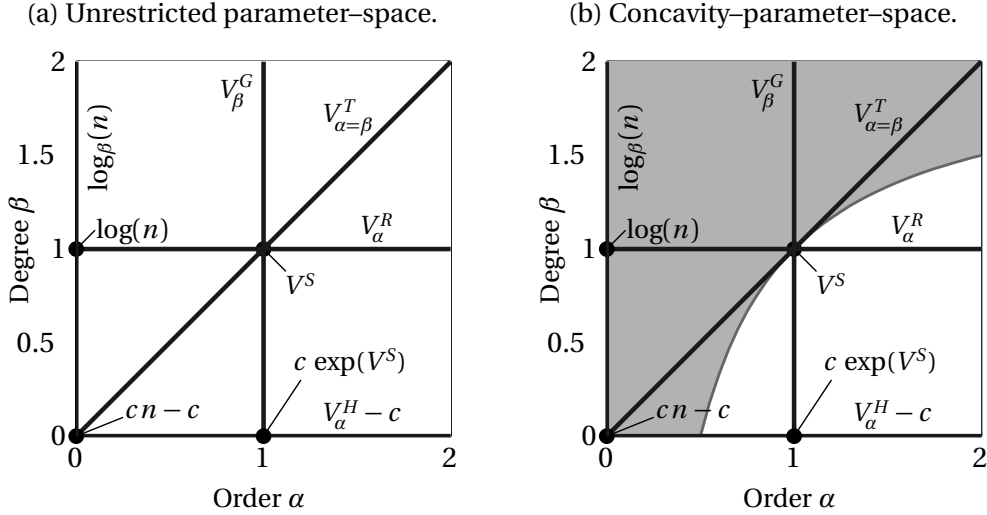 (a) Unrestricted parameter–space.
2
1.5
1
0.5
0
Degree β
log_β(n)
V_β^G
V_{α=β}^T
log(n)
V_α^R
V^S
c exp(V^S)
c n − c
V_α^H − c
0
1
2
Order α
(b) Concavity–parameter–space.
2
1.5
1
0.5
0
Degree β
log_β(n)
V_β^G
V_{α=β}^T
log(n)
V_α^R
V^S
c exp(V^S)
c n − c
V_α^H − c
0
1
2
Order α